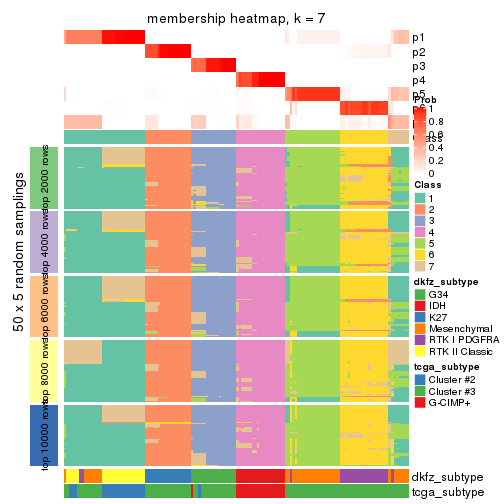 membership heatmap, k = 7
p1
p2
p3
p4
p5
Prob
1
0.8
0.6
0.4
0.2
0
Class
1
2
3
4
5
6
7
dkfz_subtype
G34
IDH
K27
Mesenchymal
RTK I PDGFRA
RTK II Classic
tcga_subtype
Cluster #2
Cluster #3
G-CIMP+
50 x 5 random samplings
top 2000 rows
top 4000 rows
top 6000 rows
top 8000 rows
top 10000 rows
dkfz_subtype
tcga_subtype